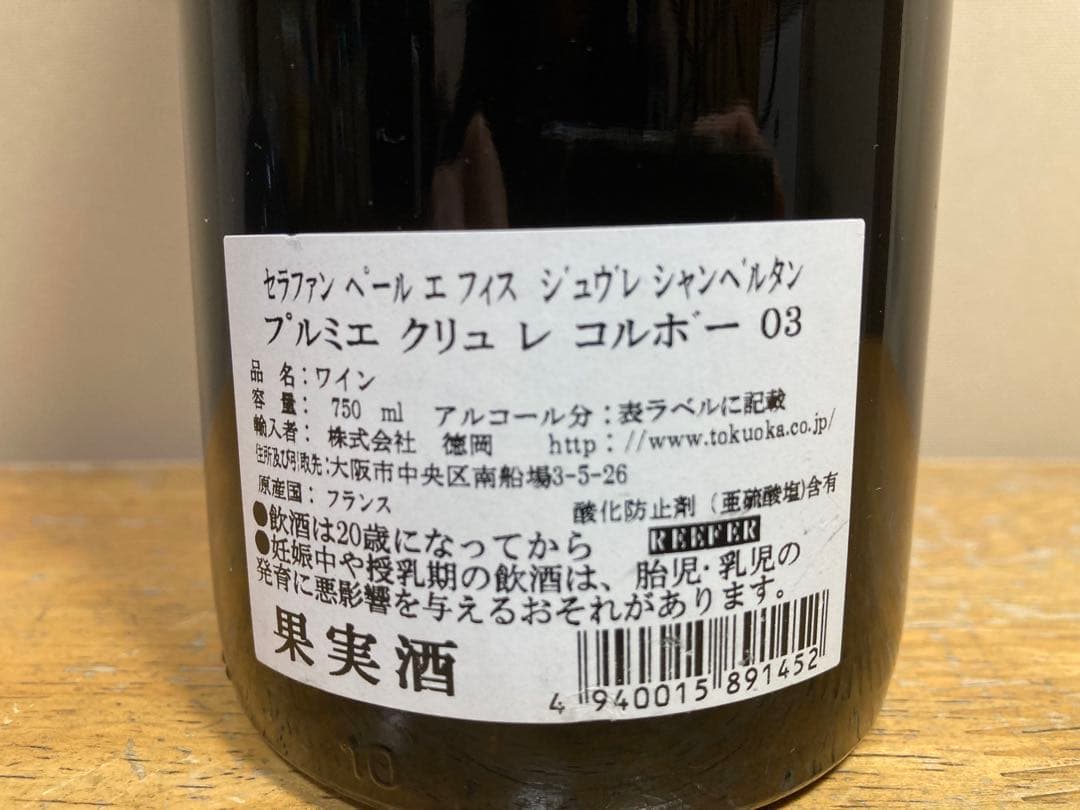 セラファン ペール エ フィス ジュヴレ シャンベルタン
プルミエ クリュ レ コルボー 03
品 名：ワイン
容 量： 750 ml アルコール分：表ラベルに記載
輸入者： 株式会社 徳岡 http://www.tokuoka.co.jp/
住所及び引取先：大阪市中央区南船場3-5-26
原産国：フランス 酸化防止剤（亜硫酸塩)含有
●飲酒は20歳になってから REEFER
●妊娠中や授乳期の飲酒は、胎児・乳児の
発育に悪影響を与えるおそれがあります。
果実酒
4 940015 891452
10